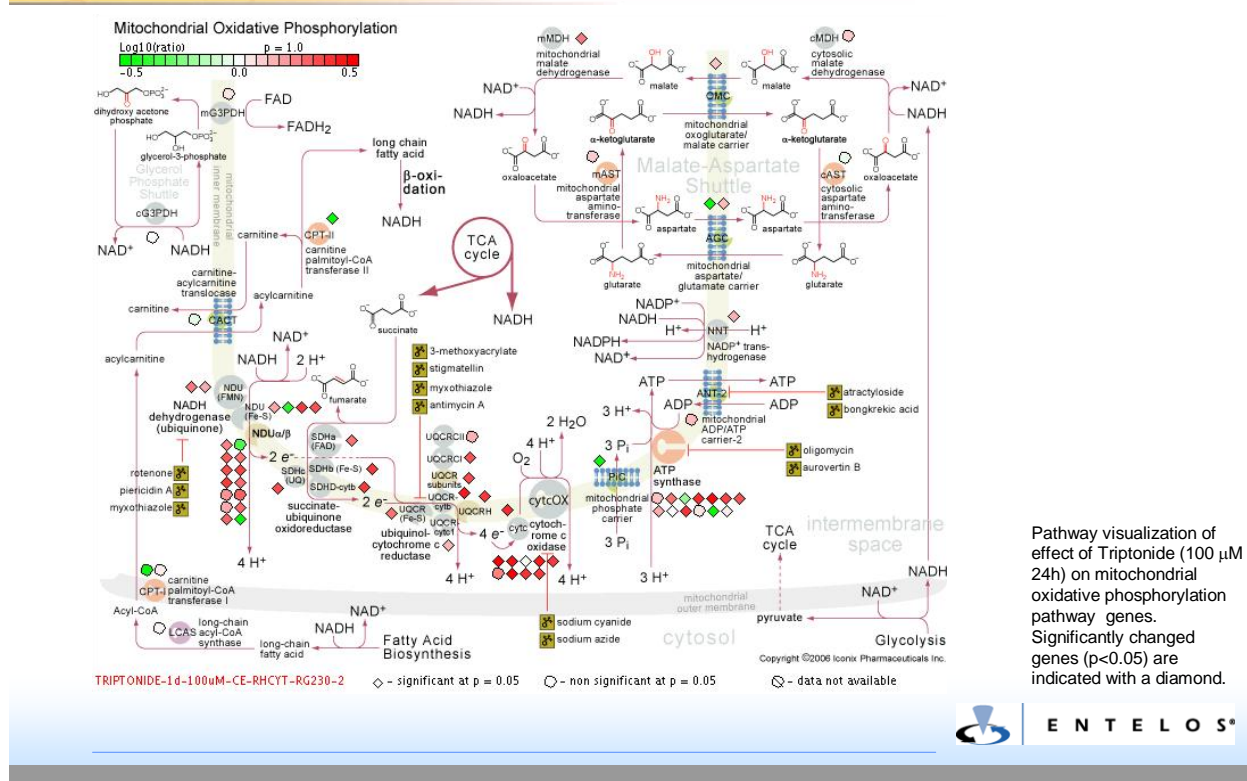 Mitochondrial Oxidative Phosphorylation
Log10(ratio) p = 1.0
-0.5 0.0 0.5
dihydroxy acetone
phosphate
mG3PDH
FAD
FADH2
glycerol-3-phosphate
Glycerol
Phosphate
Shuttle
mitochondrial
inner membrane
cG3PDH
NAD+
NADH
long chain
fatty acid
β-oxi-
dation
NADH
carnitine
CPT-II
carnitine
palmitoyl-CoA
transferase II
carnitine-
acylcarnitine
translocase
acylcarnitine
carnitine
CACT
acylcarnitine
TCA
cycle
NADH
succinate
fumarate
mMDH
mitochondrial
malate
dehydrogenase
cMDH
cytosolic
malate
dehydrogenase
NAD+
NADH
malate
OMC
malate
NAD+
NADH
α-ketoglutarate
mitochondrial
oxoglutarate/
malate carrier
α-ketoglutarate
oxaloacetate
mAST
mitochondrial
aspartate
amino-
transferase
Malate-Aspartate
Shuttle
cAST
cytosolic
aspartate
amino-
transferase
oxaloacetate
NH2
aspartate
NH2
aspartate
AGC
glutarate
NH2
mitochondrial
aspartate/
glutamate carrier
glutarate
NH2
NADP+
NADH
H+
NNT
H+
NADPH
NAD+
NADP+ trans-
hydrogenase
3-methoxyacrylate
stigmatellin
myxothiazole
antimycin A
NAD+
NADH
2 H+
NDU
(FMN)
NADH
dehydrogenase
(ubiquinone)
NDU
(Fe-S)
NDUα/β
rotenone
piericidin A
myxothiazole
2 e-
4 H+
SDHa
(FAD)
SDHb (Fe-S)
SDHc
(UQ)
SDHD-cytb
succinate-
ubiquinone
oxidoreductase
2 e-
UQCRCII
UQCRCI
UQCR
subunits
UQCR-
cytb
UQCRH
UQCR
(Fe-S)
UQCR-
cytc1
ubiquinol-
cytochrome c
reductase
4 H+
4 e-
cytc
O2
4 H+
2 H2O
cytcOX
cytoch-
rome c
oxidase
4 H+
sodium cyanide
sodium azide
ATP
ATP
ANT-2
ADP
ADP
atractyloside
bongkrekic acid
mitochondrial
ADP/ATP
carrier-2
3 H+
3 Pi
PiC
mitochondrial
phosphate
carrier
3 Pi
ATP
synthase
oligomycin
aurovertin B
3 H+
TCA
cycle
intermembrane
space
NADH
NAD+
pyruvate
Glycolysis
mitochondrial
outer membrane
cytosol
CPT-I
carnitine
palmitoyl-CoA
transferase I
Acyl-CoA
LCAS
long-chain
acyl-CoA
synthase
long-chain
fatty acid
NADH
NAD+
Fatty Acid
Biosynthesis
Copyright ©2006 Iconix Pharmaceuticals Inc.
TRIPTONIDE-1d-100uM-CE-RHCYT-RG230-2
- significant at p = 0.05
- non significant at p = 0.05
- data not available
Pathway visualization of
effect of Triptonide (100 μM
24h) on mitochondrial
oxidative phosphorylation
pathway genes.
Significantly changed
genes (p<0.05) are
indicated with a diamond.
ENTELOS®